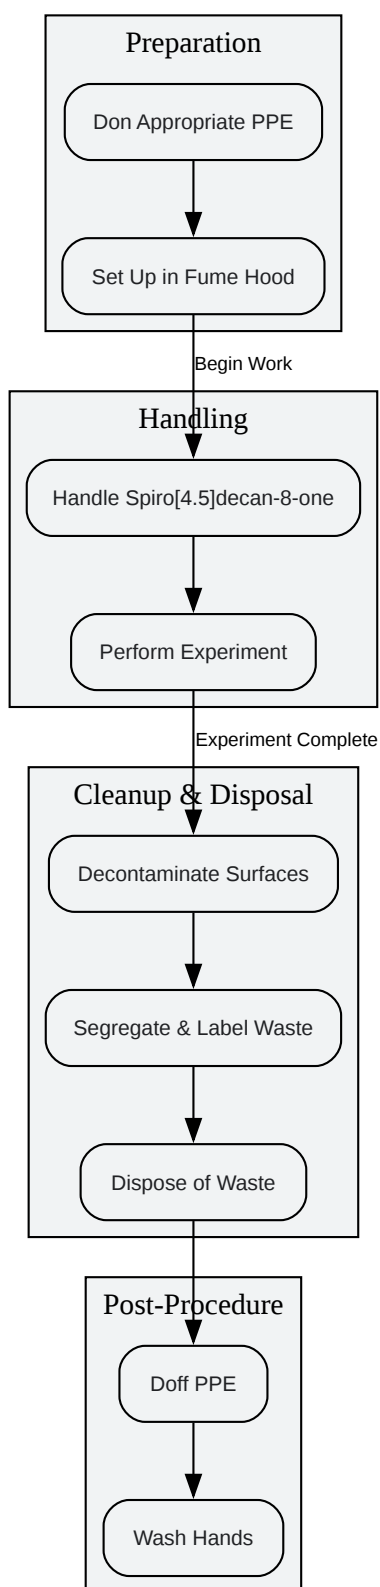 Preparation
Don Appropriate PPE
Set Up in Fume Hood
Begin Work
Handling
Handle Spiro[4.5]decan-8-one
Perform Experiment
Experiment Complete
Cleanup & Disposal
Decontaminate Surfaces
Segregate & Label Waste
Dispose of Waste
Post-Procedure
Doff PPE
Wash Hands